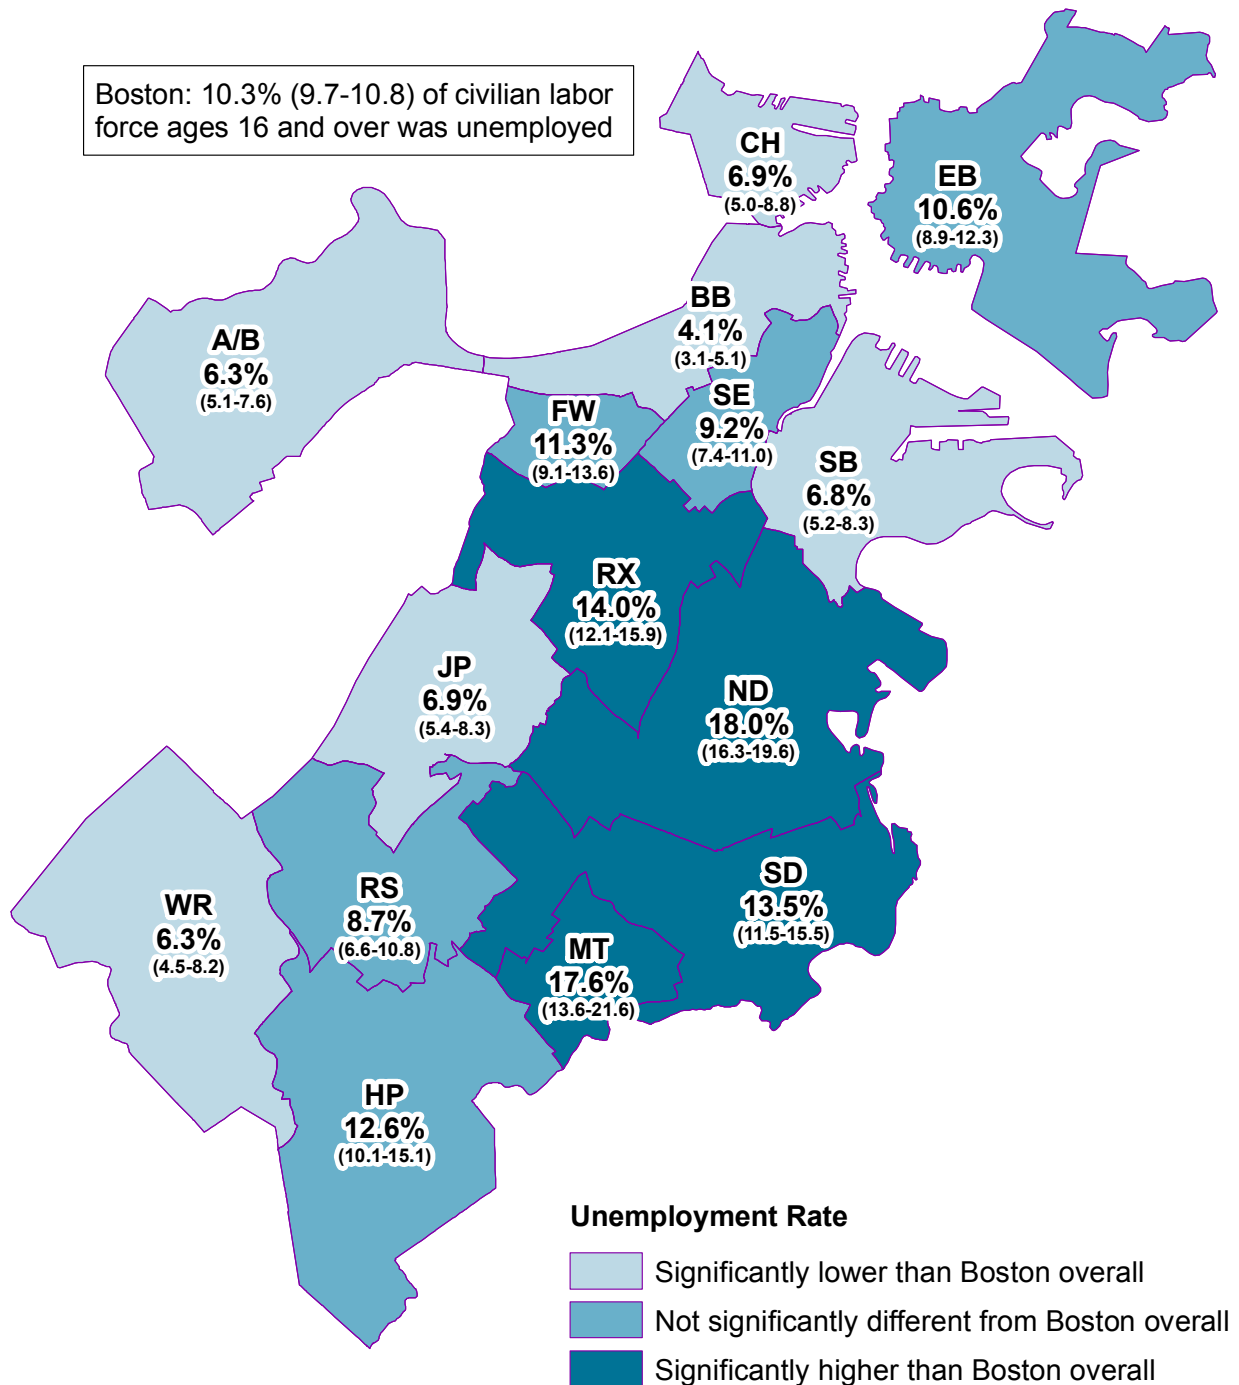 Boston: 10.3% (9.7-10.8) of civilian labor
force ages 16 and over was unemployed
CH
6.9%
(5.0-8.8)
EB
10.6%
(8.9-12.3)
BB
4.1%
(3.1-5.1)
A/B
6.3%
(5.1-7.6)
SE
9.2%
(7.4-11.0)
FW
11.3%
(9.1-13.6)
SB
6.8%
(5.2-8.3)
RX
14.0%
(12.1-15.9)
JP
6.9%
(5.4-8.3)
ND
18.0%
(16.3-19.6)
SD
13.5%
(11.5-15.5)
RS
8.7%
(6.6-10.8)
WR
6.3%
(4.5-8.2)
MT
17.6%
(13.6-21.6)
HP
12.6%
(10.1-15.1)
Unemployment Rate
Significantly lower than Boston overall
Not significantly different from Boston overall
Significantly higher than Boston overall